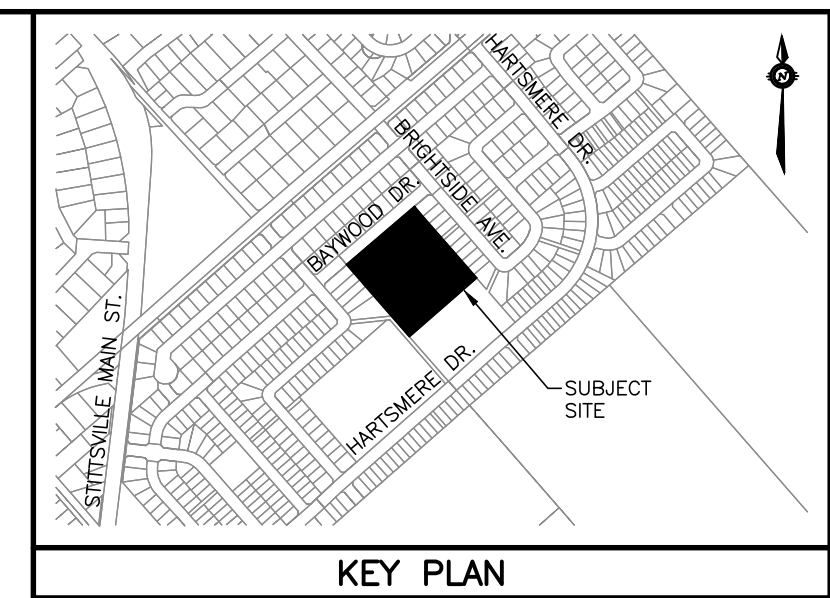 HARTSMERE DR.
N
BRIGHTSIDE AVE.
BAYWOOD DR.
STITTSVILLE MAIN ST.
HARTSMERE DR.
SUBJECT
SITE
KEY PLAN